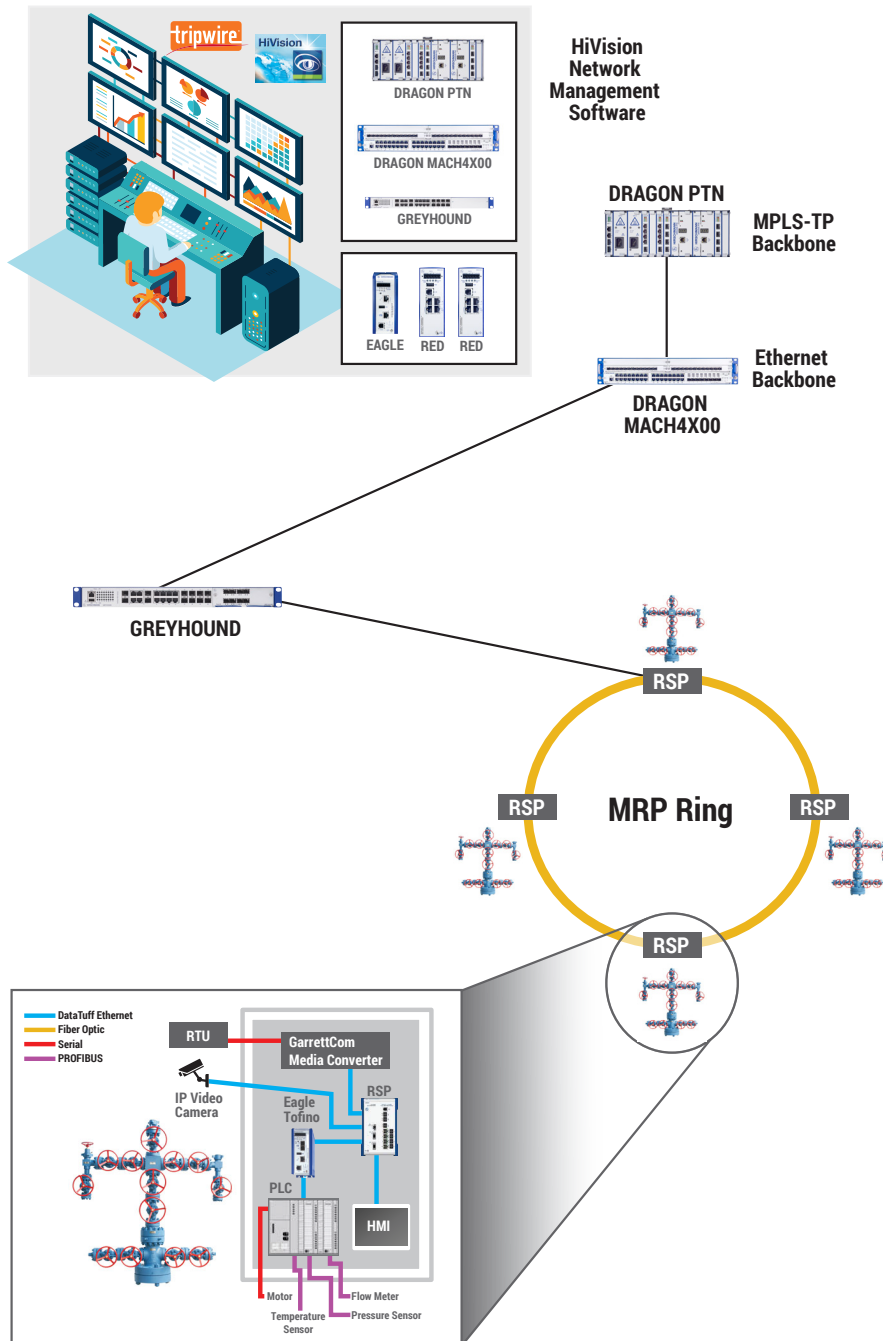 tripwire
HiVision
HiVision
Network
Management
Software
DRAGON PTN
DRAGON MACH4X00
GREYHOUND
EAGLE
RED
RED
DRAGON PTN
MPLS-TP
Backbone
Ethernet
Backbone
DRAGON
MACH4X00
GREYHOUND
RSP
RSP
MRP Ring
RSP
RSP
DataTuff Ethernet
Fiber Optic
Serial
PROFIBUS
RTU
GarrettCom
Media Converter
IP Video
Camera
Eagle
Tofino
RSP
PLC
HMI
Motor
Flow Meter
Temperature
Sensor
Pressure Sensor